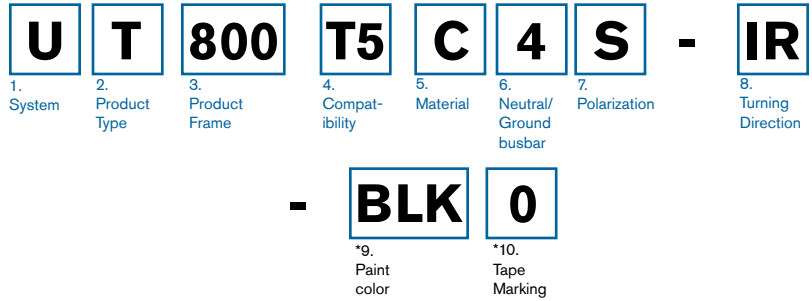 U T 800 T5 C 4 S - IR
1.
System
2.
Product
Type
3.
Product
Frame
4.
Compat-
ibility
5.
Material
6.
Neutral/
Ground
busbar
7.
Polarization
8.
Turning
Direction
- BLK 0
*9.
Paint
color
*10.
Tape
Marking